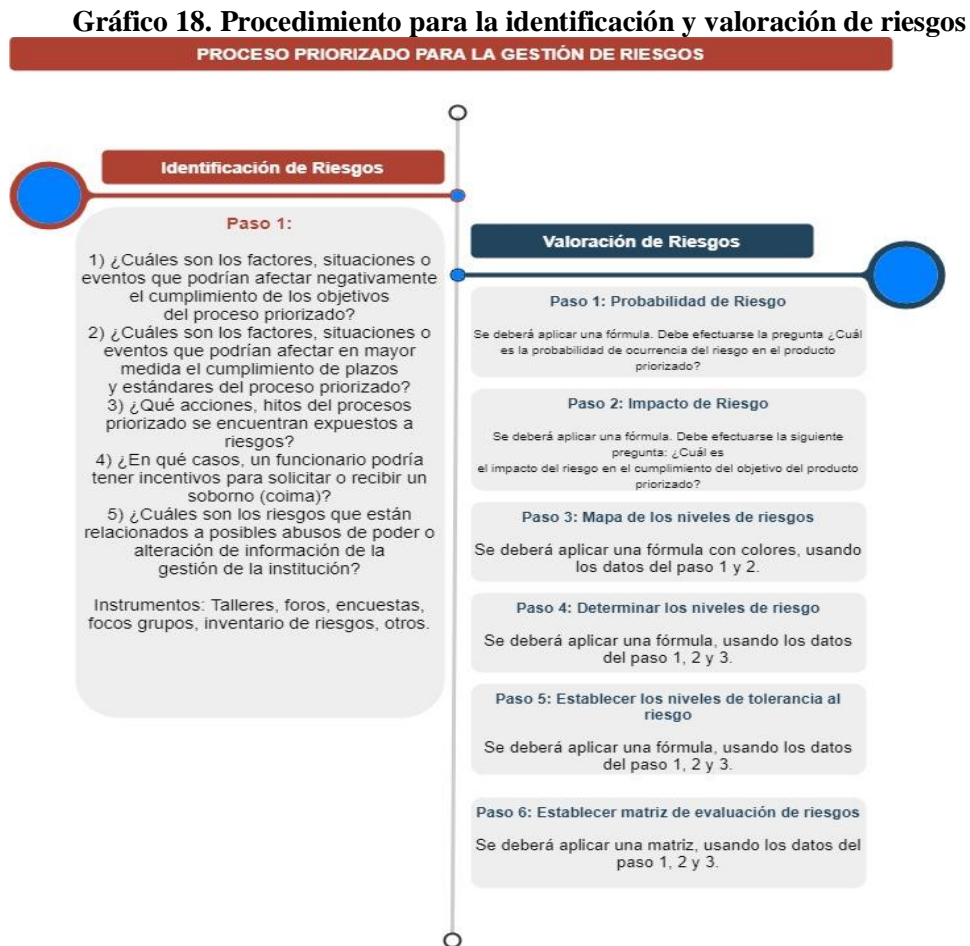 Gráfico 18. Procedimiento para la identificación y valoración de riesgos
PROCESO PRIORIZADO PARA LA GESTIÓN DE RIESGOS
Identificación de Riesgos
Paso 1:
1) ¿Cuáles son los factores, situaciones o
eventos que podrían afectar negativamente
el cumplimiento de los objetivos
del proceso priorizado?
2) ¿Cuáles son los factores, situaciones o
eventos que podrían afectar en mayor
medida el cumplimiento de plazos
y estándares del proceso priorizado?
3) ¿Qué acciones, hitos del procesos
priorizado se encuentran expuestos a
riesgos?
4) ¿En qué casos, un funcionario podría
tener incentivos para solicitar o recibir un
soborno (coima)?
5) ¿Cuáles son los riesgos que están
relacionados a posibles abusos de poder o
alteración de información de la
gestión de la institución?
Instrumentos: Talleres, foros, encuestas,
focos grupos, inventario de riesgos, otros.
Valoración de Riesgos
Paso 1: Probabilidad de Riesgo
Se deberá aplicar una fórmula. Debe efectuarse la pregunta ¿Cuál
es la probabilidad de ocurrencia del riesgo en el producto
priorizado?
Paso 2: Impacto de Riesgo
Se deberá aplicar una fórmula. Debe efectuarse la siguiente
pregunta: ¿Cuál es
el impacto del riesgo en el cumplimiento del objetivo del producto
priorizado?
Paso 3: Mapa de los niveles de riesgos
Se deberá aplicar una fórmula con colores, usando
los datos del paso 1 y 2.
Paso 4: Determinar los niveles de riesgo
Se deberá aplicar una fórmula, usando los datos
del paso 1, 2 y 3.
Paso 5: Establecer los niveles de tolerancia al
riesgo
Se deberá aplicar una fórmula, usando los datos
del paso 1, 2 y 3.
Paso 6: Establecer matriz de evaluación de riesgos
Se deberá aplicar una matriz, usando los datos del
paso 1, 2 y 3.